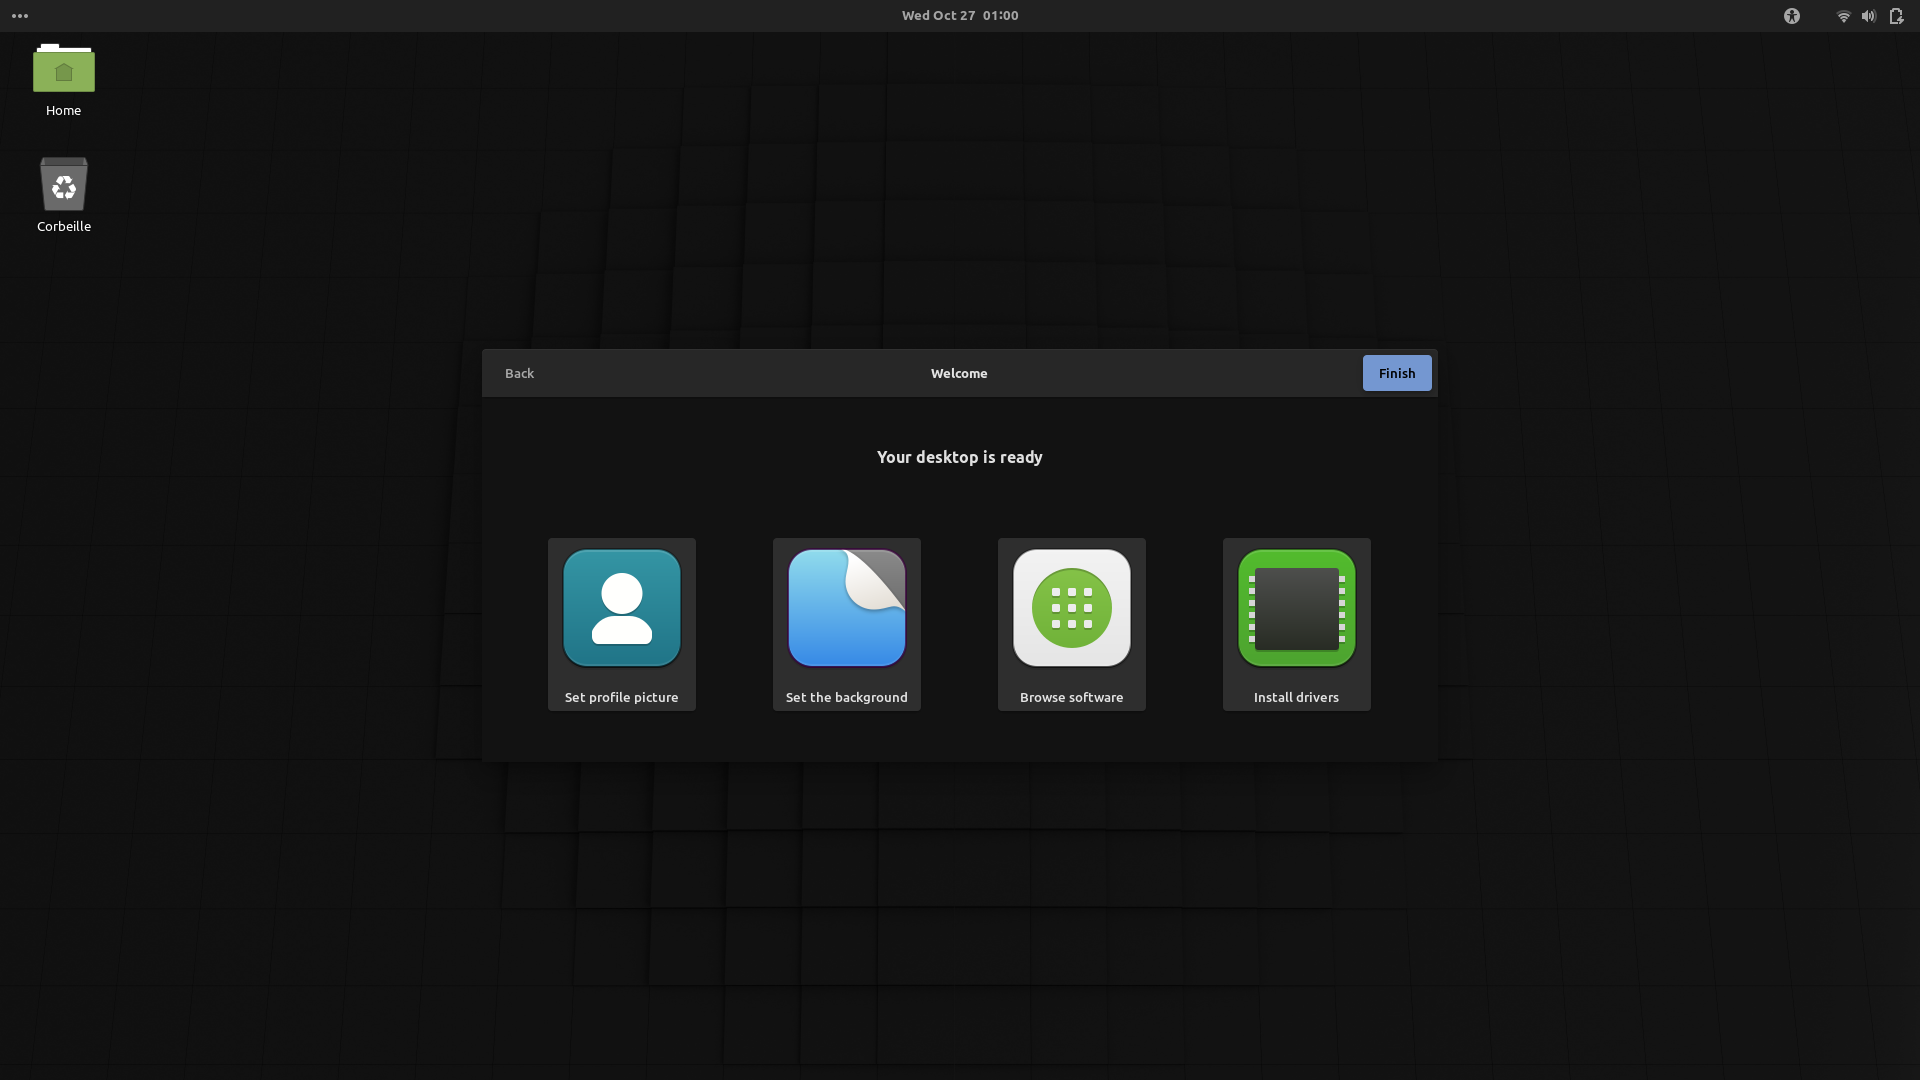 Wed Oct 27  01:00
Home
Corbeille
Back
Welcome
Finish
Your desktop is ready
Set profile picture
Set the background
Browse software
Install drivers